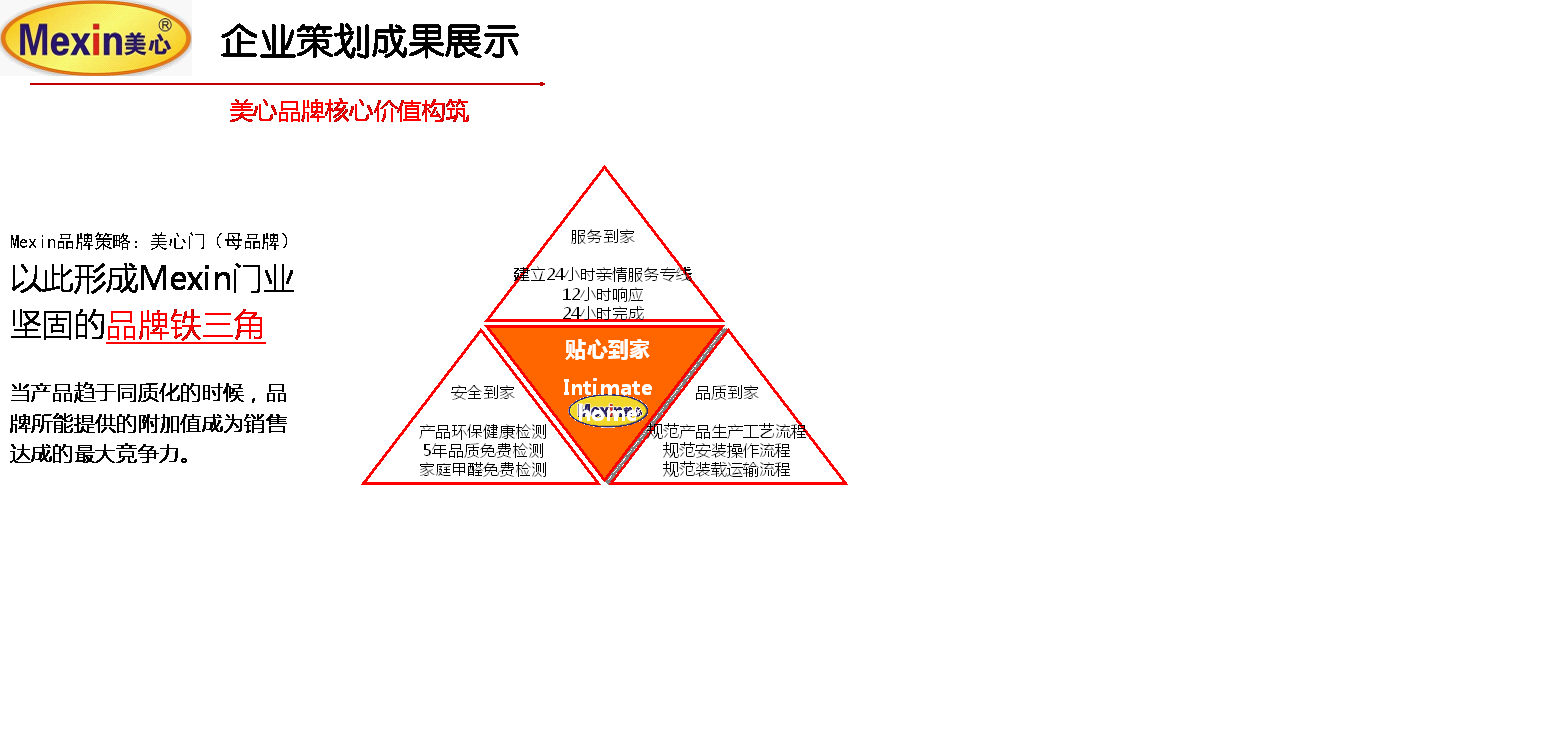 Mexin美心®
企业策划成果展示
美心品牌核心价值构筑
Mexin品牌策略：美心门（母品牌）
以此形成Mexin门业
坚固的品牌铁三角
当产品趋于同质化的时候，品
牌所能提供的附加值成为销售
达成的最大竞争力。
服务到家
建立24小时亲情服务专线
12小时响应
24小时完成
贴心到家
Intimate
home
Mexin
安全到家
产品环保健康检测
5年品质免费检测
家庭甲醛免费检测
品质到家
规范产品生产工艺流程
规范安装操作流程
规范装载运输流程